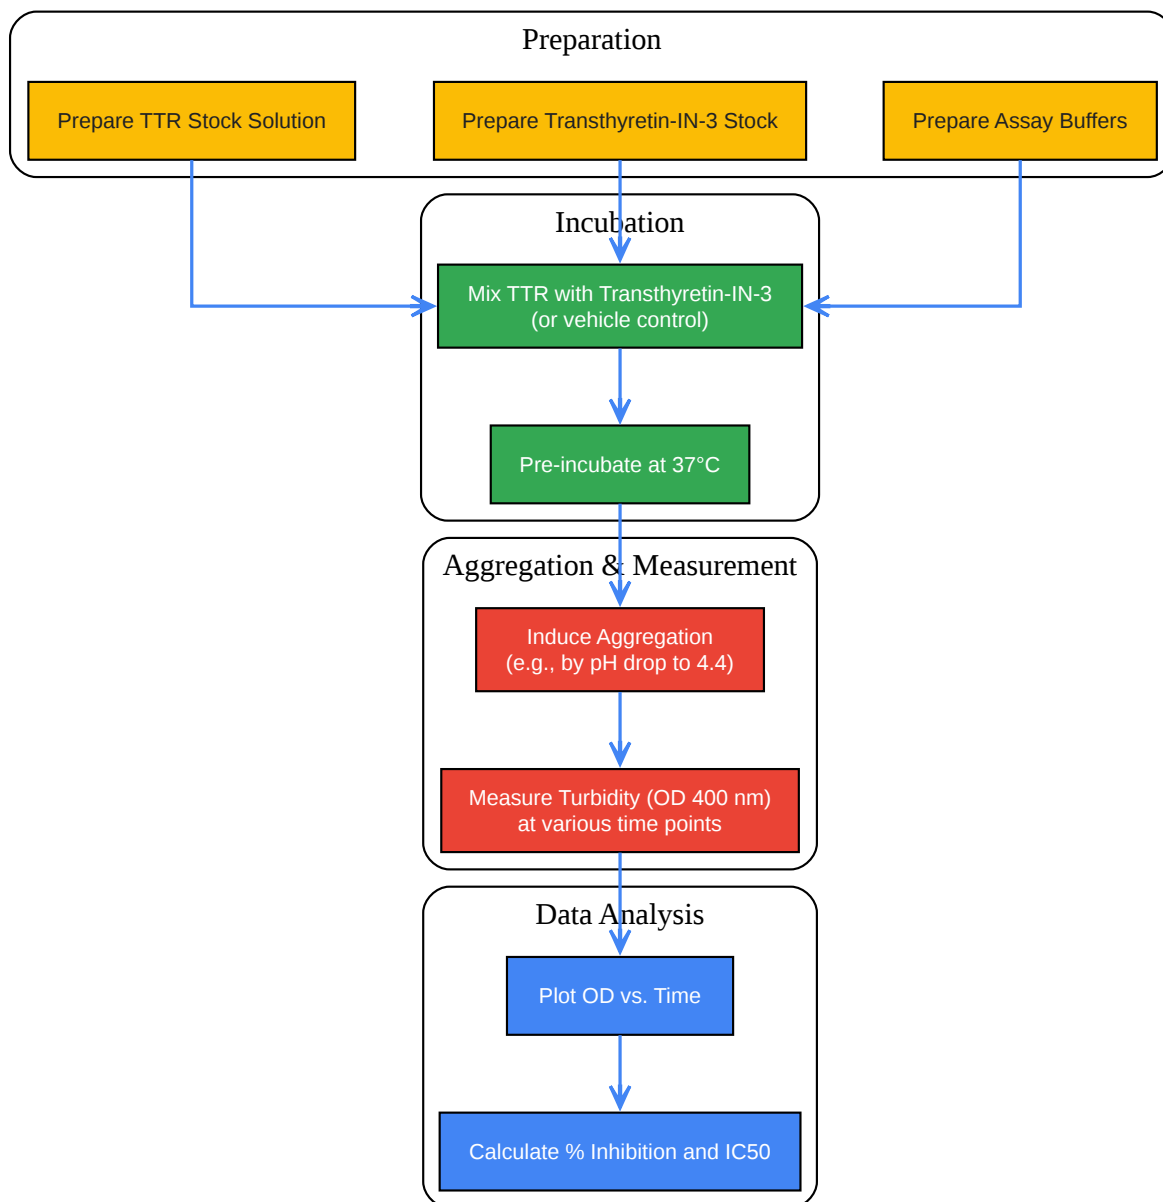 Preparation
Prepare TTR Stock Solution
Prepare Transthyretin-IN-3 Stock
Prepare Assay Buffers
Incubation
Mix TTR with Transthyretin-IN-3
(or vehicle control)
Pre-incubate at 37°C
Aggregation & Measurement
Induce Aggregation
(e.g., by pH drop to 4.4)
Measure Turbidity (OD 400 nm)
at various time points
Data Analysis
Plot OD vs. Time
Calculate % Inhibition and IC50